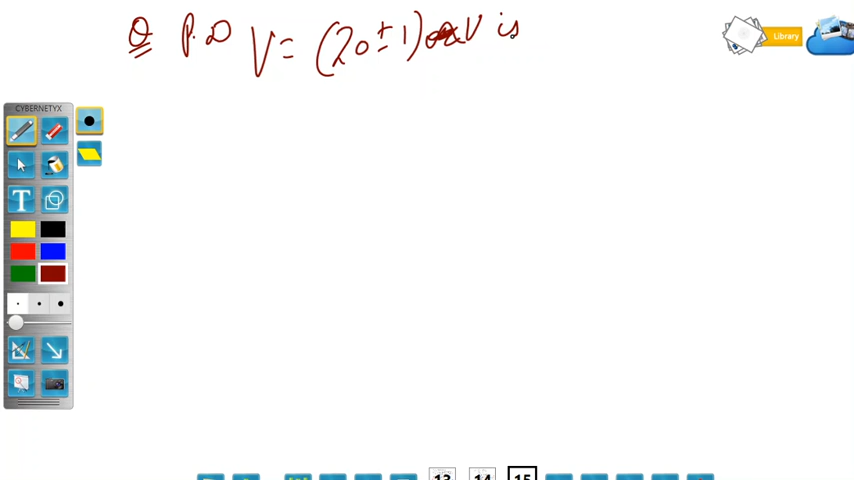 Q P.D V = (20 ± 1) V is
Library
CYBERNETYX
T
13 14 15